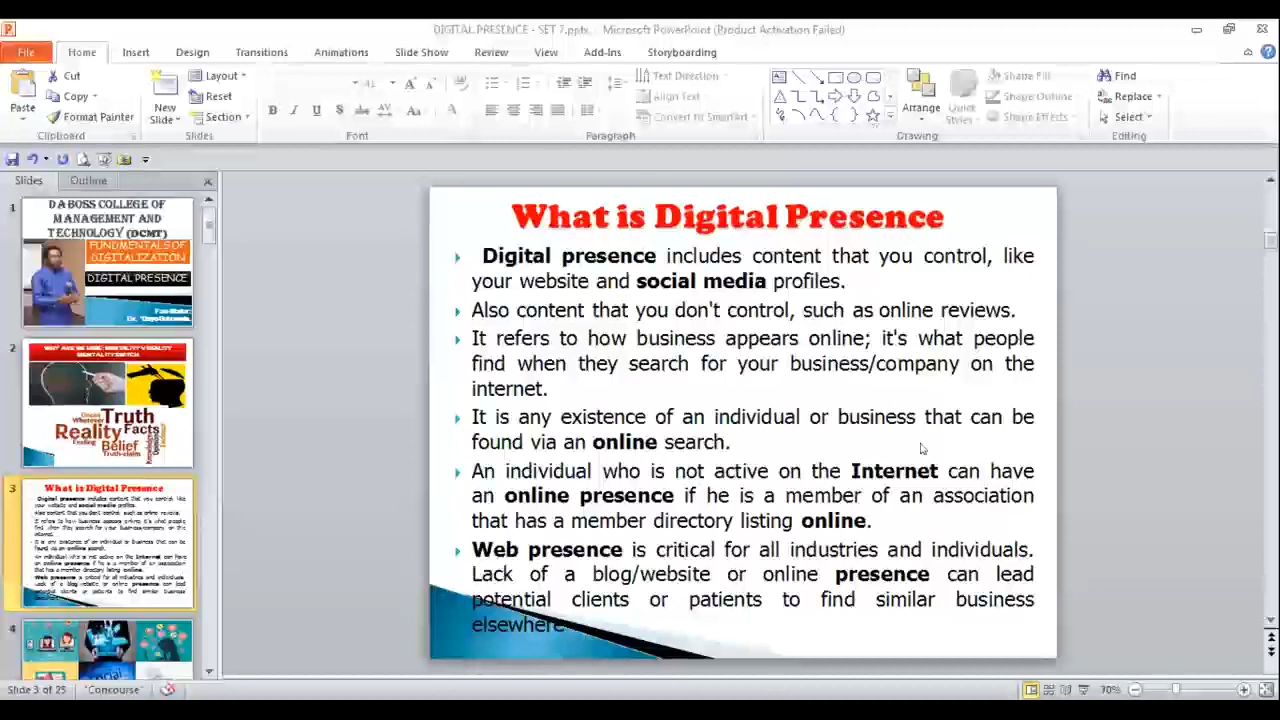 DIGITAL PRESENCE - SET 7.pptx - Microsoft PowerPoint (Product Activation Failed)
File Home Insert Design Transitions Animations Slide Show Review View Add-Ins Storyboarding
Cut Layout Text Direction Shape Fill Find
Copy Reset Align Text Shape Outline Replace
Paste Format Painter New Slide Section Convert to SmartArt Arrange Quick Styles Shape Effects Select
Clipboard Slides Font Paragraph Drawing Editing
Slides Outline
1
DABOSS COLLEGE OF
MANAGEMENT AND
TECHNOLOGY (DCMT)
FUNDAMENTALS OF
DIGITALIZATION
DIGITAL PRESENCE
2
Truth
Reality Facts
Belief
Truth-claim
3
What is Digital Presence
4
What is Digital Presence
Digital presence includes content that you control, like
your website and social media profiles.
Also content that you don't control, such as online reviews.
It refers to how business appears online; it's what people
find when they search for your business/company on the
internet.
It is any existence of an individual or business that can be
found via an online search.
An individual who is not active on the Internet can have
an online presence if he is a member of an association
that has a member directory listing online.
Web presence is critical for all industries and individuals.
Lack of a blog/website or online presence can lead
potential clients or patients to find similar business
elsewhere
Slide 3 of 25 "Concourse" 70%